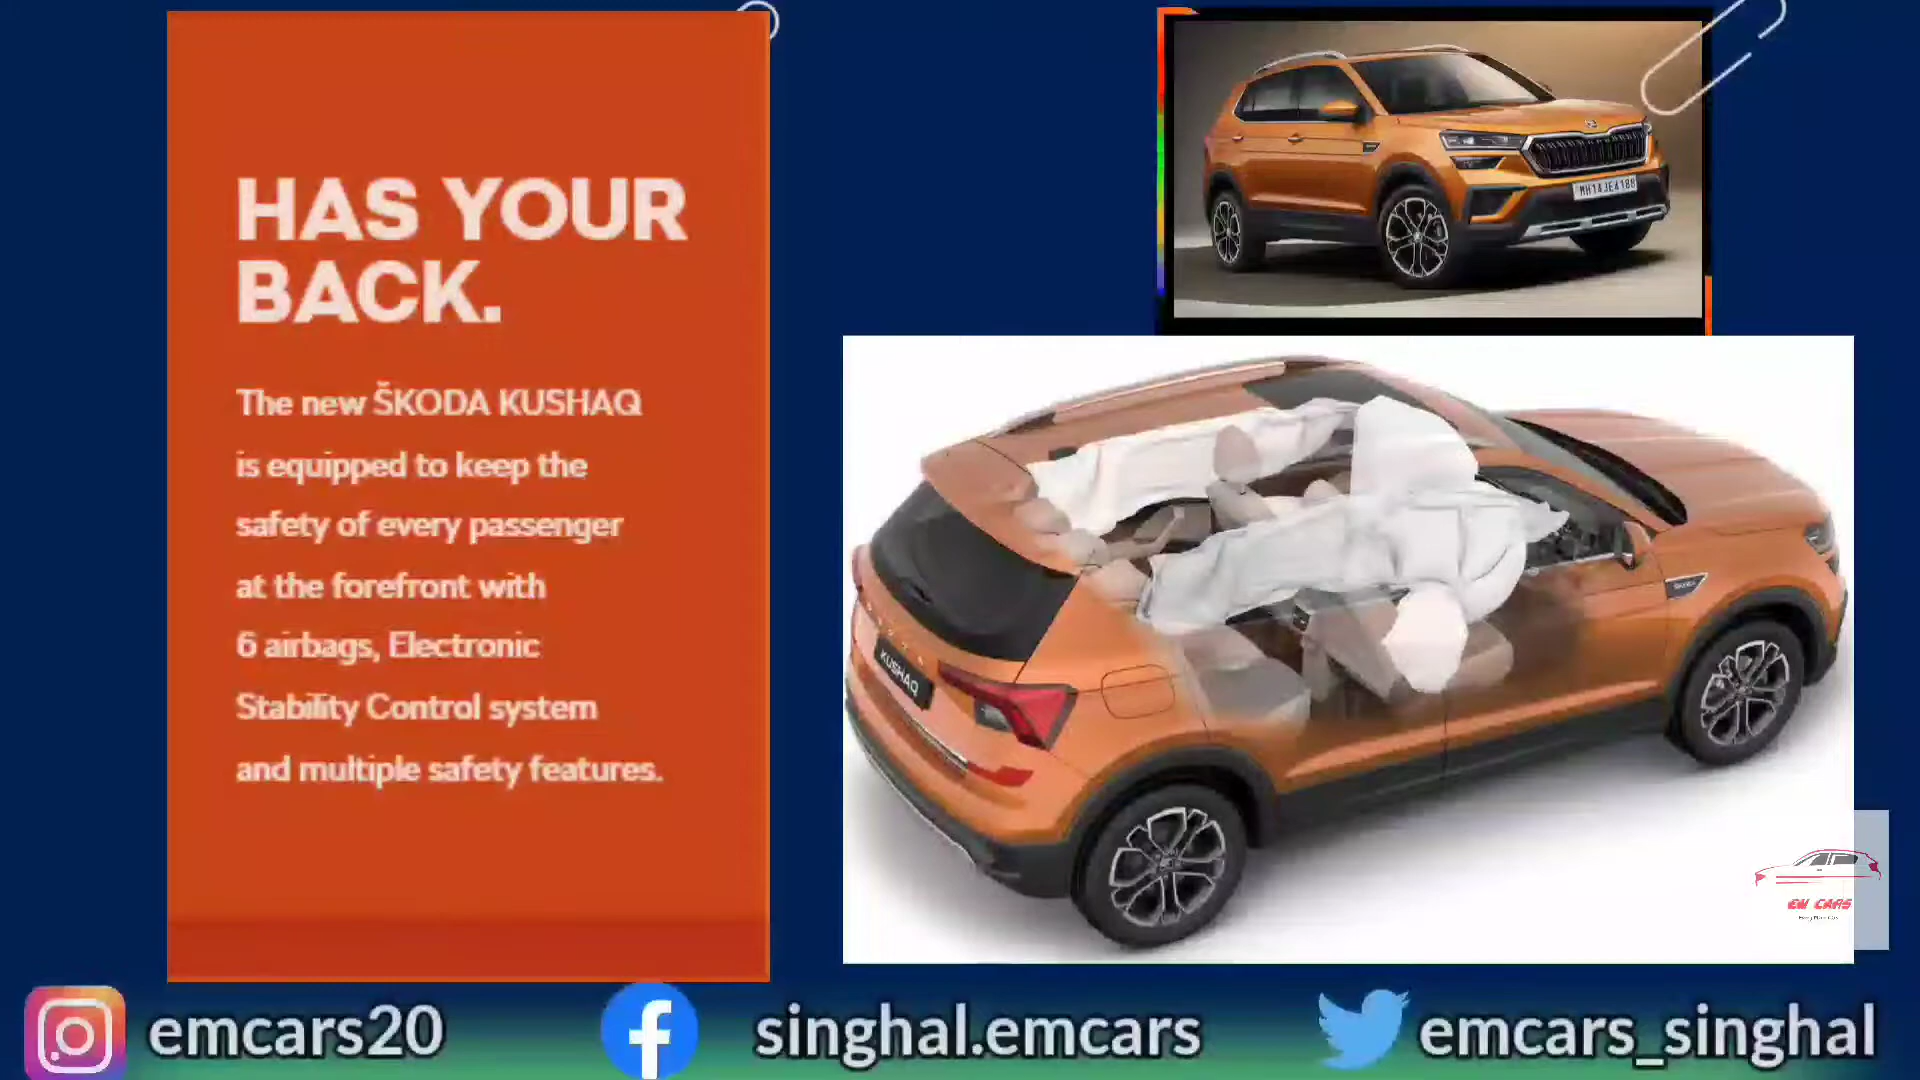 HAS YOUR
BACK.
The new ŠKODA KUSHAQ
is equipped to keep the
safety of every passenger
at the forefront with
6 airbags, Electronic
Stability Control system
and multiple safety features.
MH14JE4188
KUSHAQ
EM CARS
emcars20
singhal.emcars
emcars_singhal